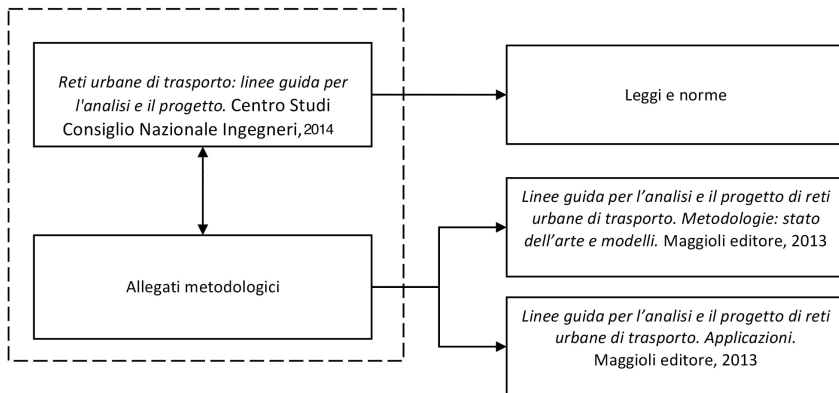 Reti urbane di trasporto: linee guida per
l'analisi e il progetto. Centro Studi
Consiglio Nazionale Ingegneri, 2014
Leggi e norme
Allegati metodologici
Linee guida per l’analisi e il progetto di reti
urbane di trasporto. Metodologie: stato
dell’arte e modelli. Maggioli editore, 2013
Linee guida per l’analisi e il progetto di reti
urbane di trasporto. Applicazioni.
Maggioli editore, 2013